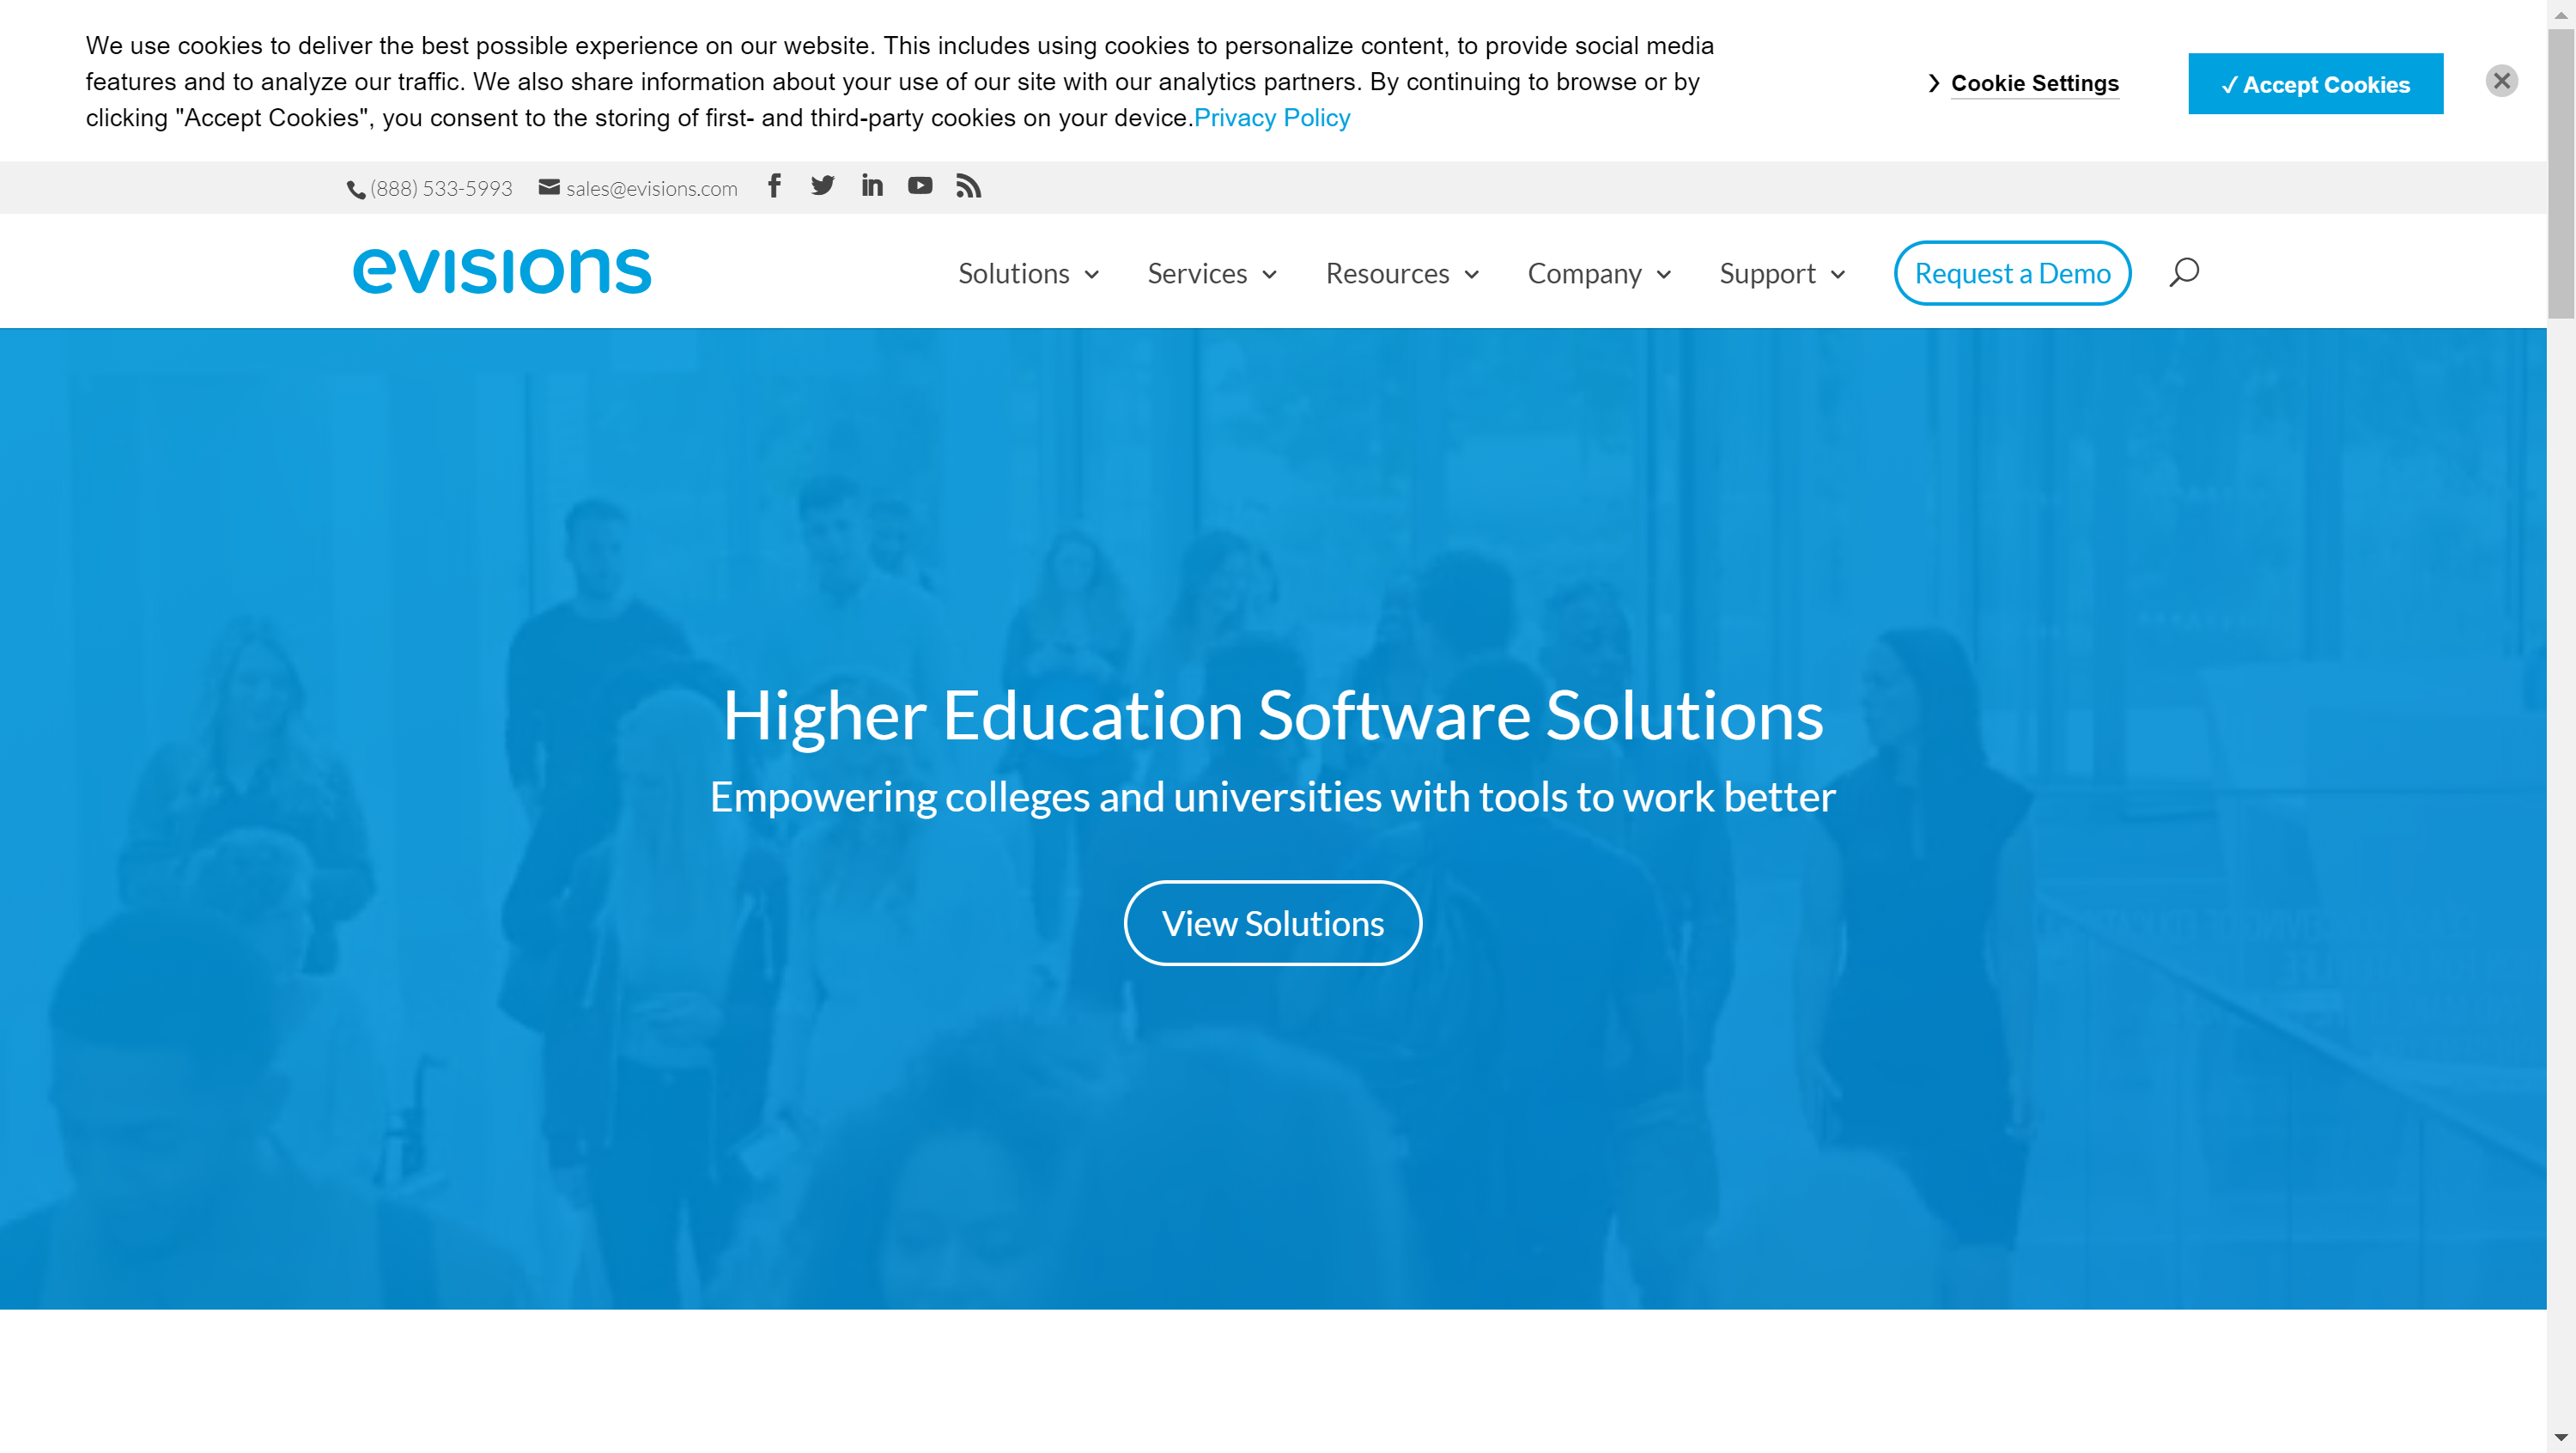 We use cookies to deliver the best possible experience on our website. This includes using cookies to personalize content, to provide social media
features and to analyze our traffic. We also share information about your use of our site with our analytics partners. By continuing to browse or by
clicking "Accept Cookies", you consent to the storing of first- and third-party cookies on your device.Privacy Policy
Cookie Settings
✓ Accept Cookies
(888) 533-5993 sales@evisions.com
evisions
Solutions Services Resources Company Support Request a Demo
Higher Education Software Solutions
Empowering colleges and universities with tools to work better
View Solutions